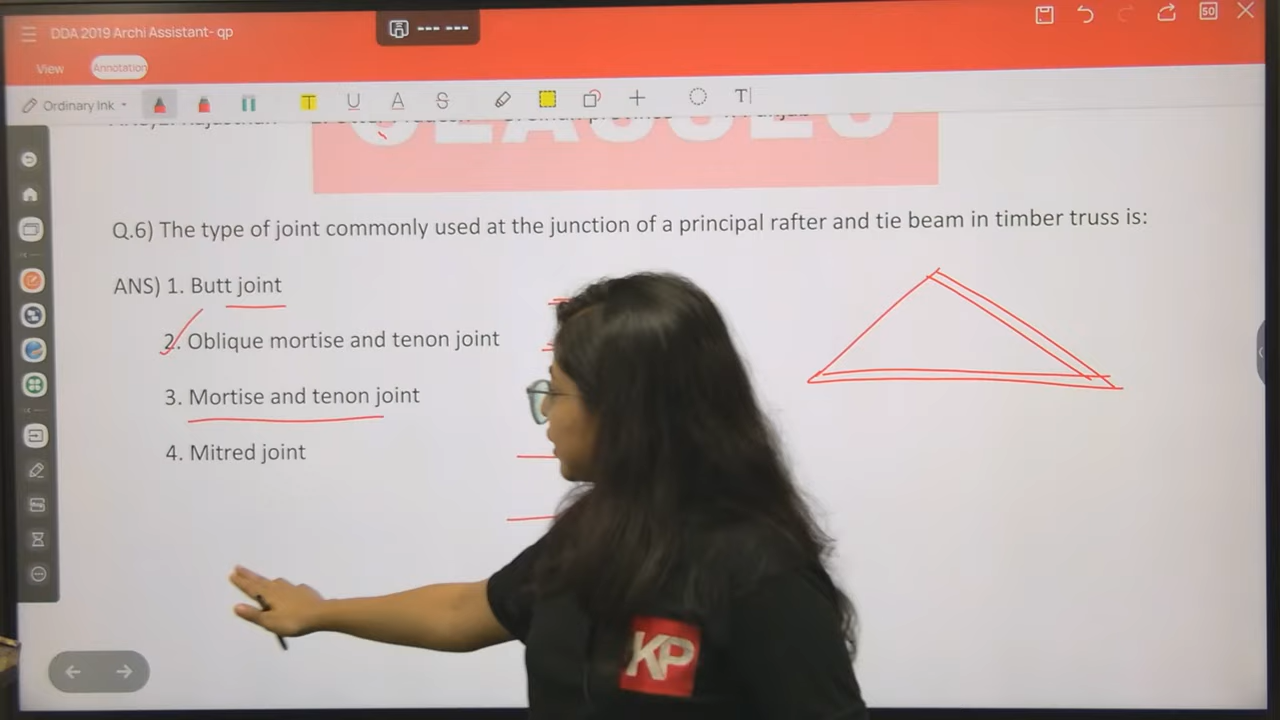 DDA 2019 Archi Assistant- qp
50
View
Annotation
Ordinary Ink
T U A S T
CLASSES
Q.6) The type of joint commonly used at the junction of a principal rafter and tie beam in timber truss is:
ANS) 1. Butt joint
2. Oblique mortise and tenon joint
3. Mortise and tenon joint
4. Mitred joint
KP